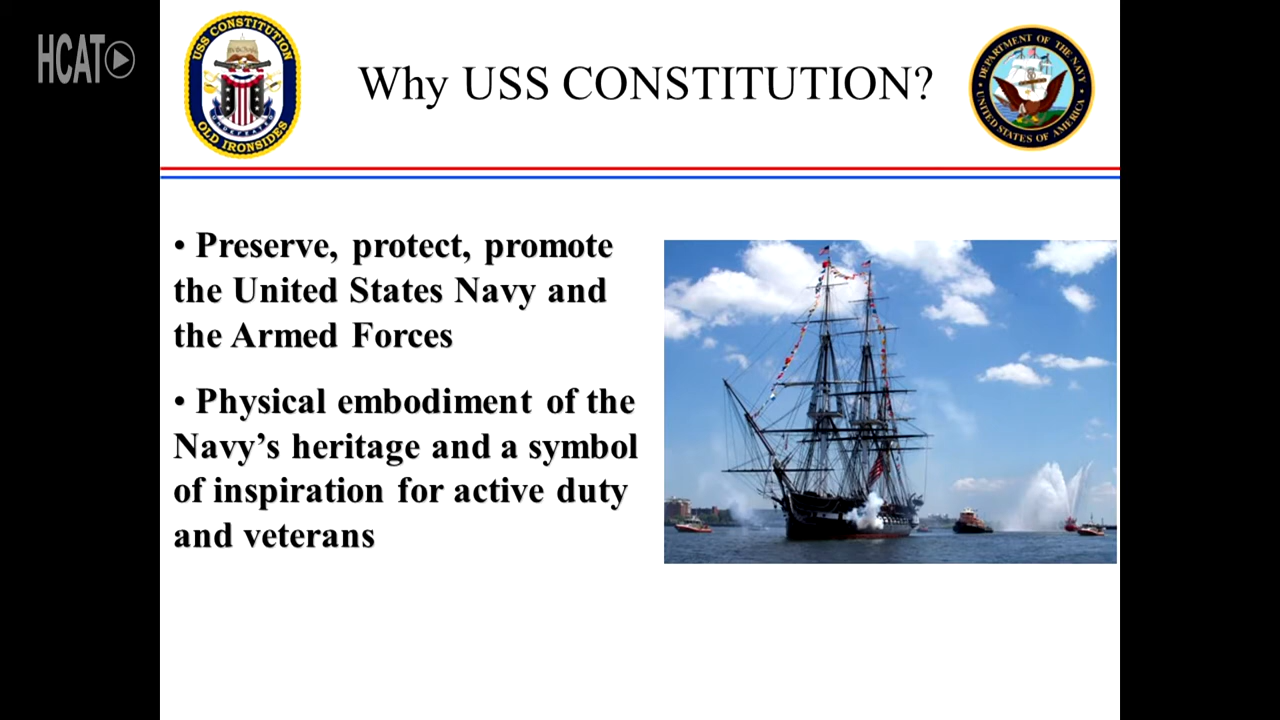 HCAT
USS CONSTITUTION
UNDEFEATED
OLD IRONSIDES
Why USS CONSTITUTION?
DEPARTMENT OF THE NAVY
UNITED STATES OF AMERICA
• Preserve, protect, promote
the United States Navy and
the Armed Forces
• Physical embodiment of the
Navy’s heritage and a symbol
of inspiration for active duty
and veterans